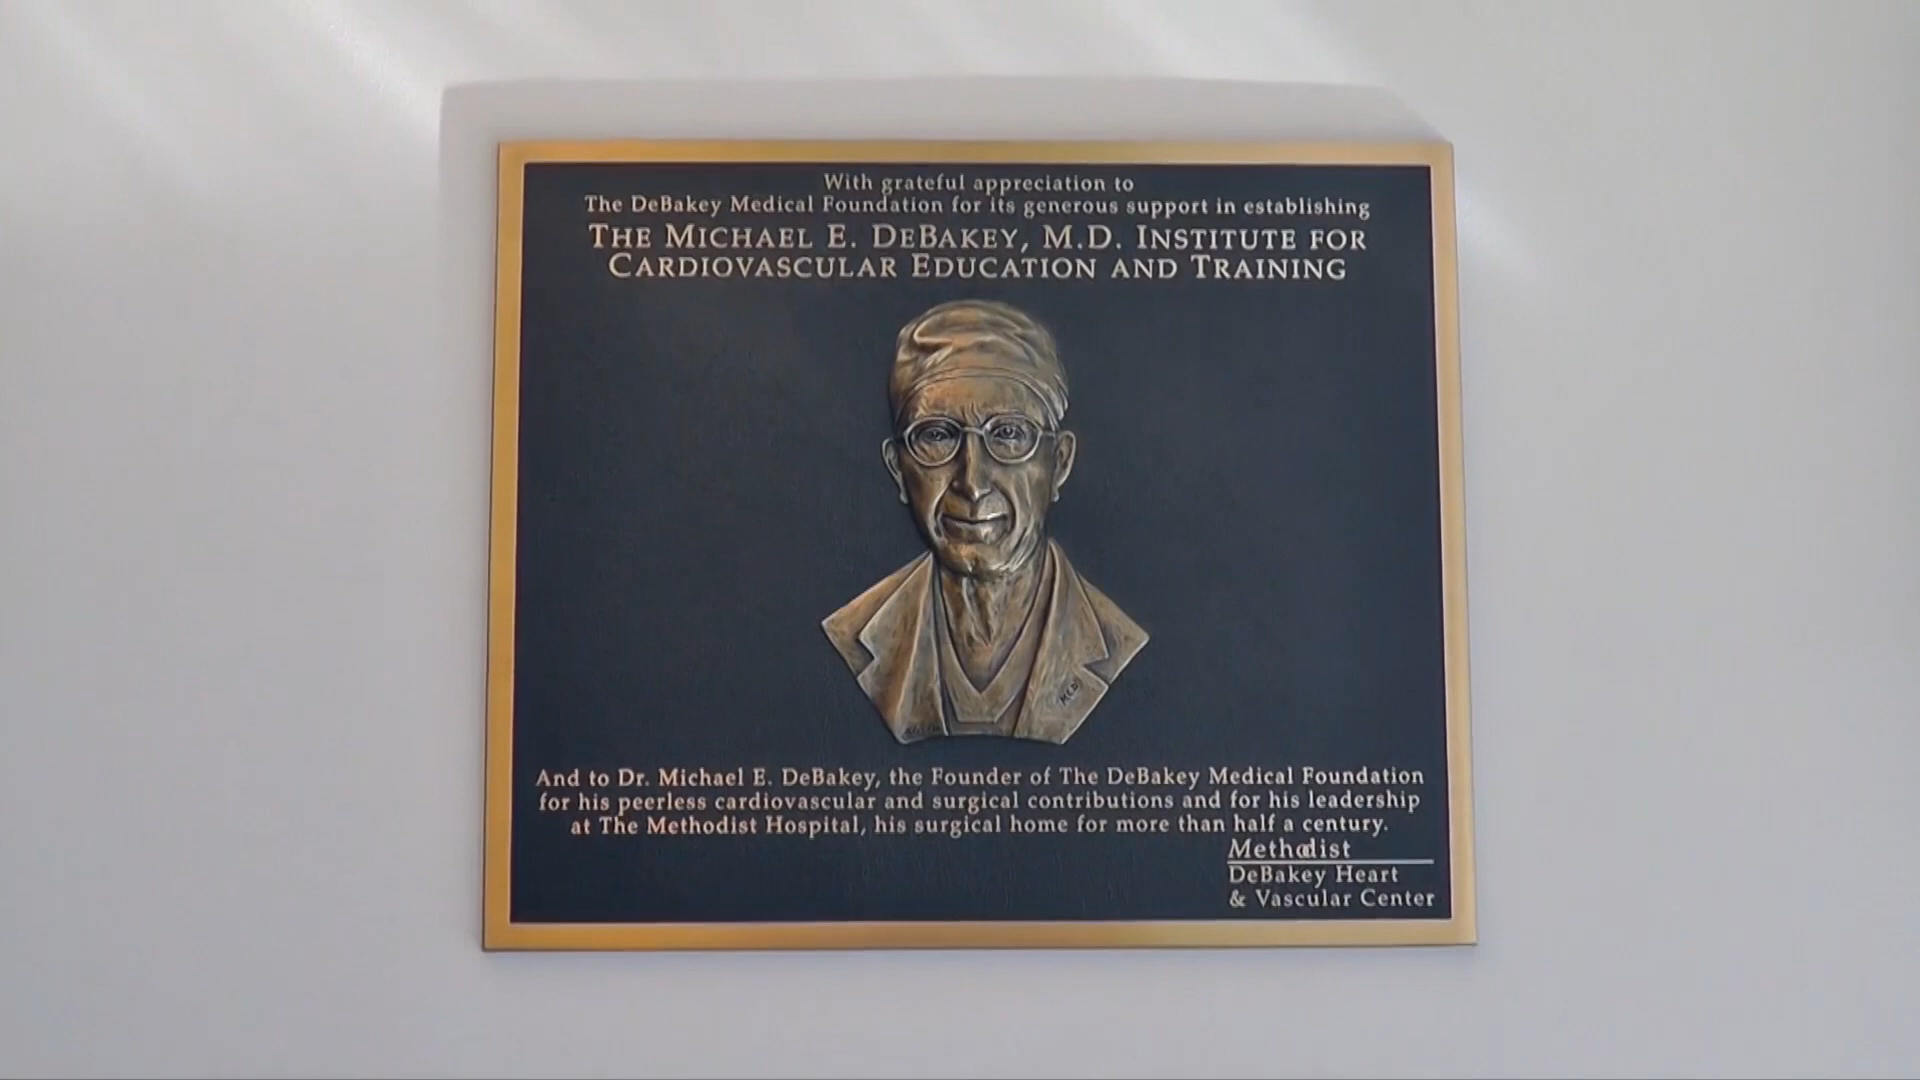 With grateful appreciation to
The DeBakey Medical Foundation for its generous support in establishing
THE MICHAEL E. DEBAKEY, M.D. INSTITUTE FOR
CARDIOVASCULAR EDUCATION AND TRAINING
MED
And to Dr. Michael E. DeBakey, the Founder of The DeBakey Medical Foundation
for his peerless cardiovascular and surgical contributions and for his leadership
at The Methodist Hospital, his surgical home for more than half a century.
Methodist
DeBakey Heart
& Vascular Center